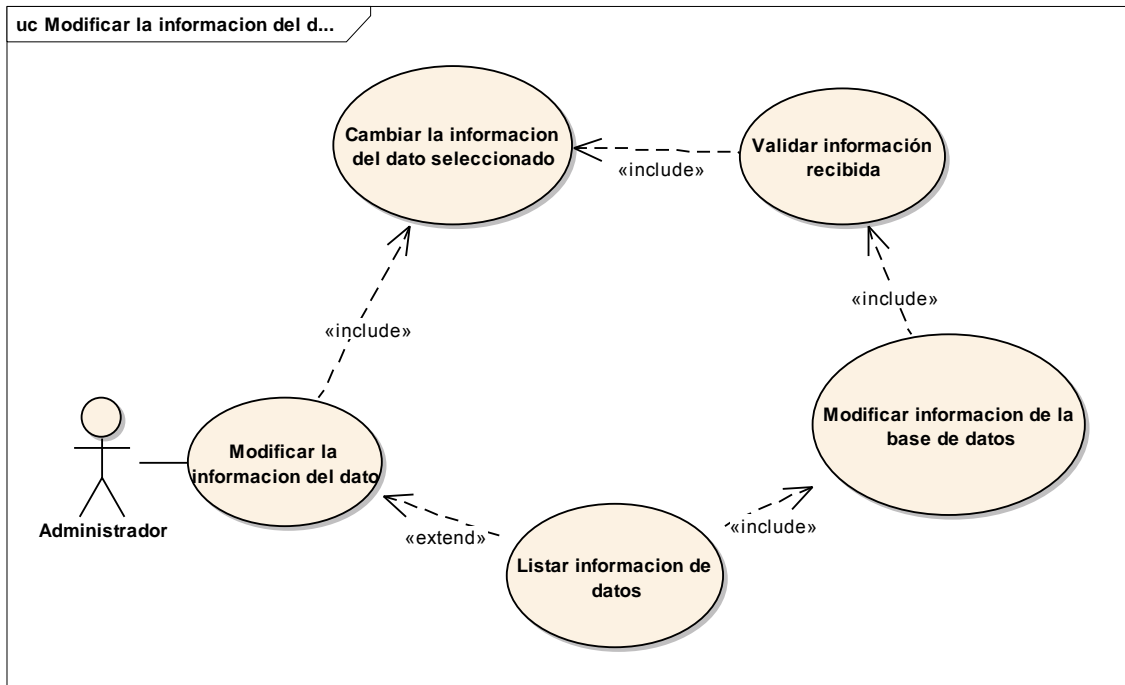 uc Modificar la informacion del d...
Cambiar la informacion
del dato seleccionado
Validar información
recibida
«include»
«include»
«include»
Modificar informacion de la
base de datos
Modificar la
informacion del dato
Administrador
«extend»
«include»
Listar informacion de
datos